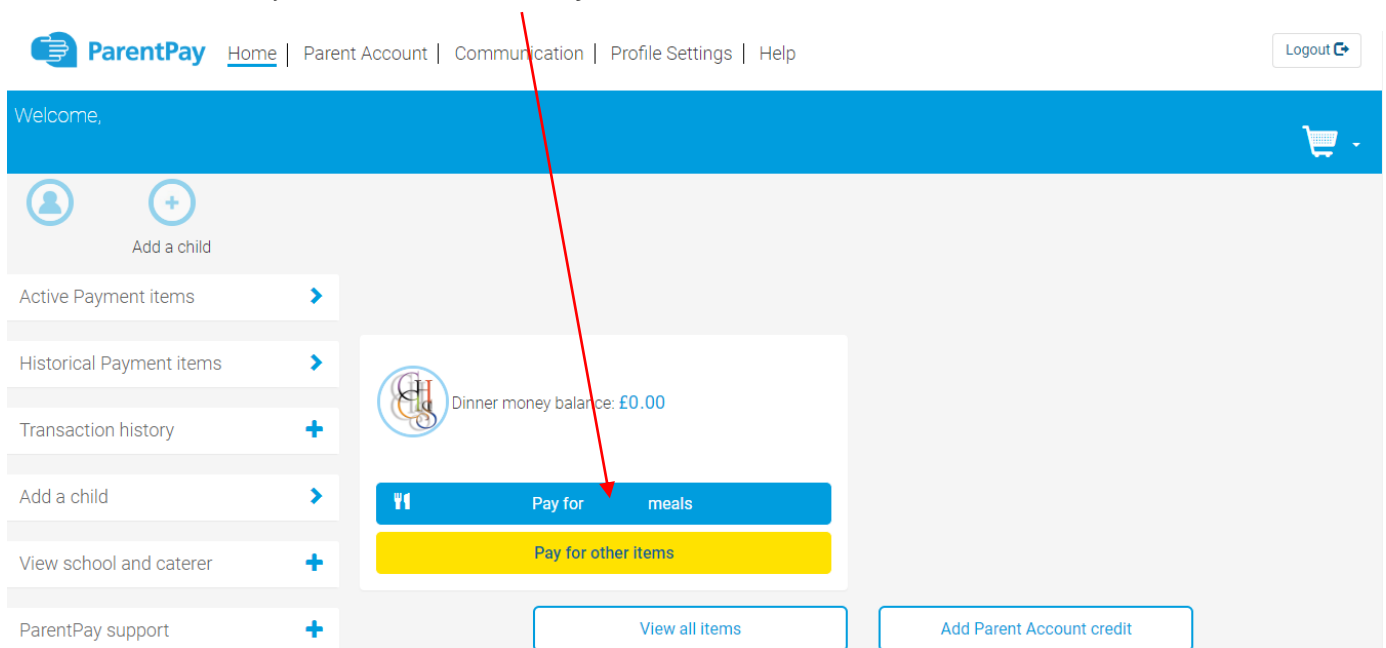 ParentPay Home | Parent Account | Communication | Profile Settings | Help Logout
Welcome,
Add a child
Active Payment items
Historical Payment items
Dinner money balance: £0.00
Transaction history
Add a child
Pay for meals
View school and caterer
Pay for other items
ParentPay support
View all items
Add Parent Account credit